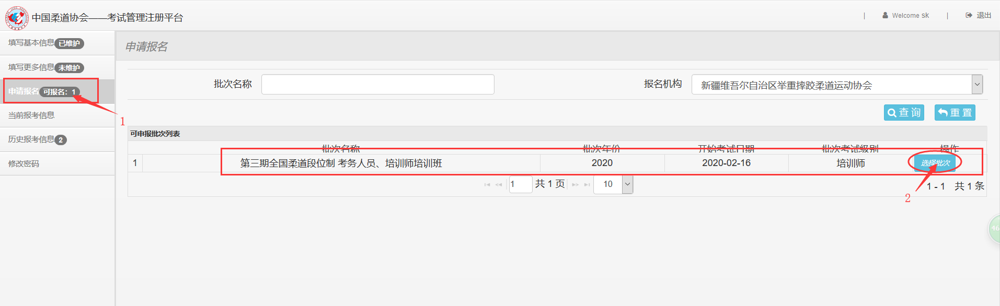 中国柔道协会——考试管理注册平台
Welcome sk
退出
填写基本信息 已维护
填写更多信息 未维护
申请报名 可报名：1
当前报考信息
历史报考信息 2
修改密码
1
申请报名
批次名称
报名机构 新疆维吾尔自治区举重摔跤柔道运动协会
查 询
重 置
可申报批次列表
批次名称 批次年份 开始考试日期 批次考试级别 操作
1 第三期全国柔道段位制 考务人员、培训师培训班 2020 2020-02-16 培训师 选择批次
1 共 1 页 10 1 - 1 共 1 条
2
46